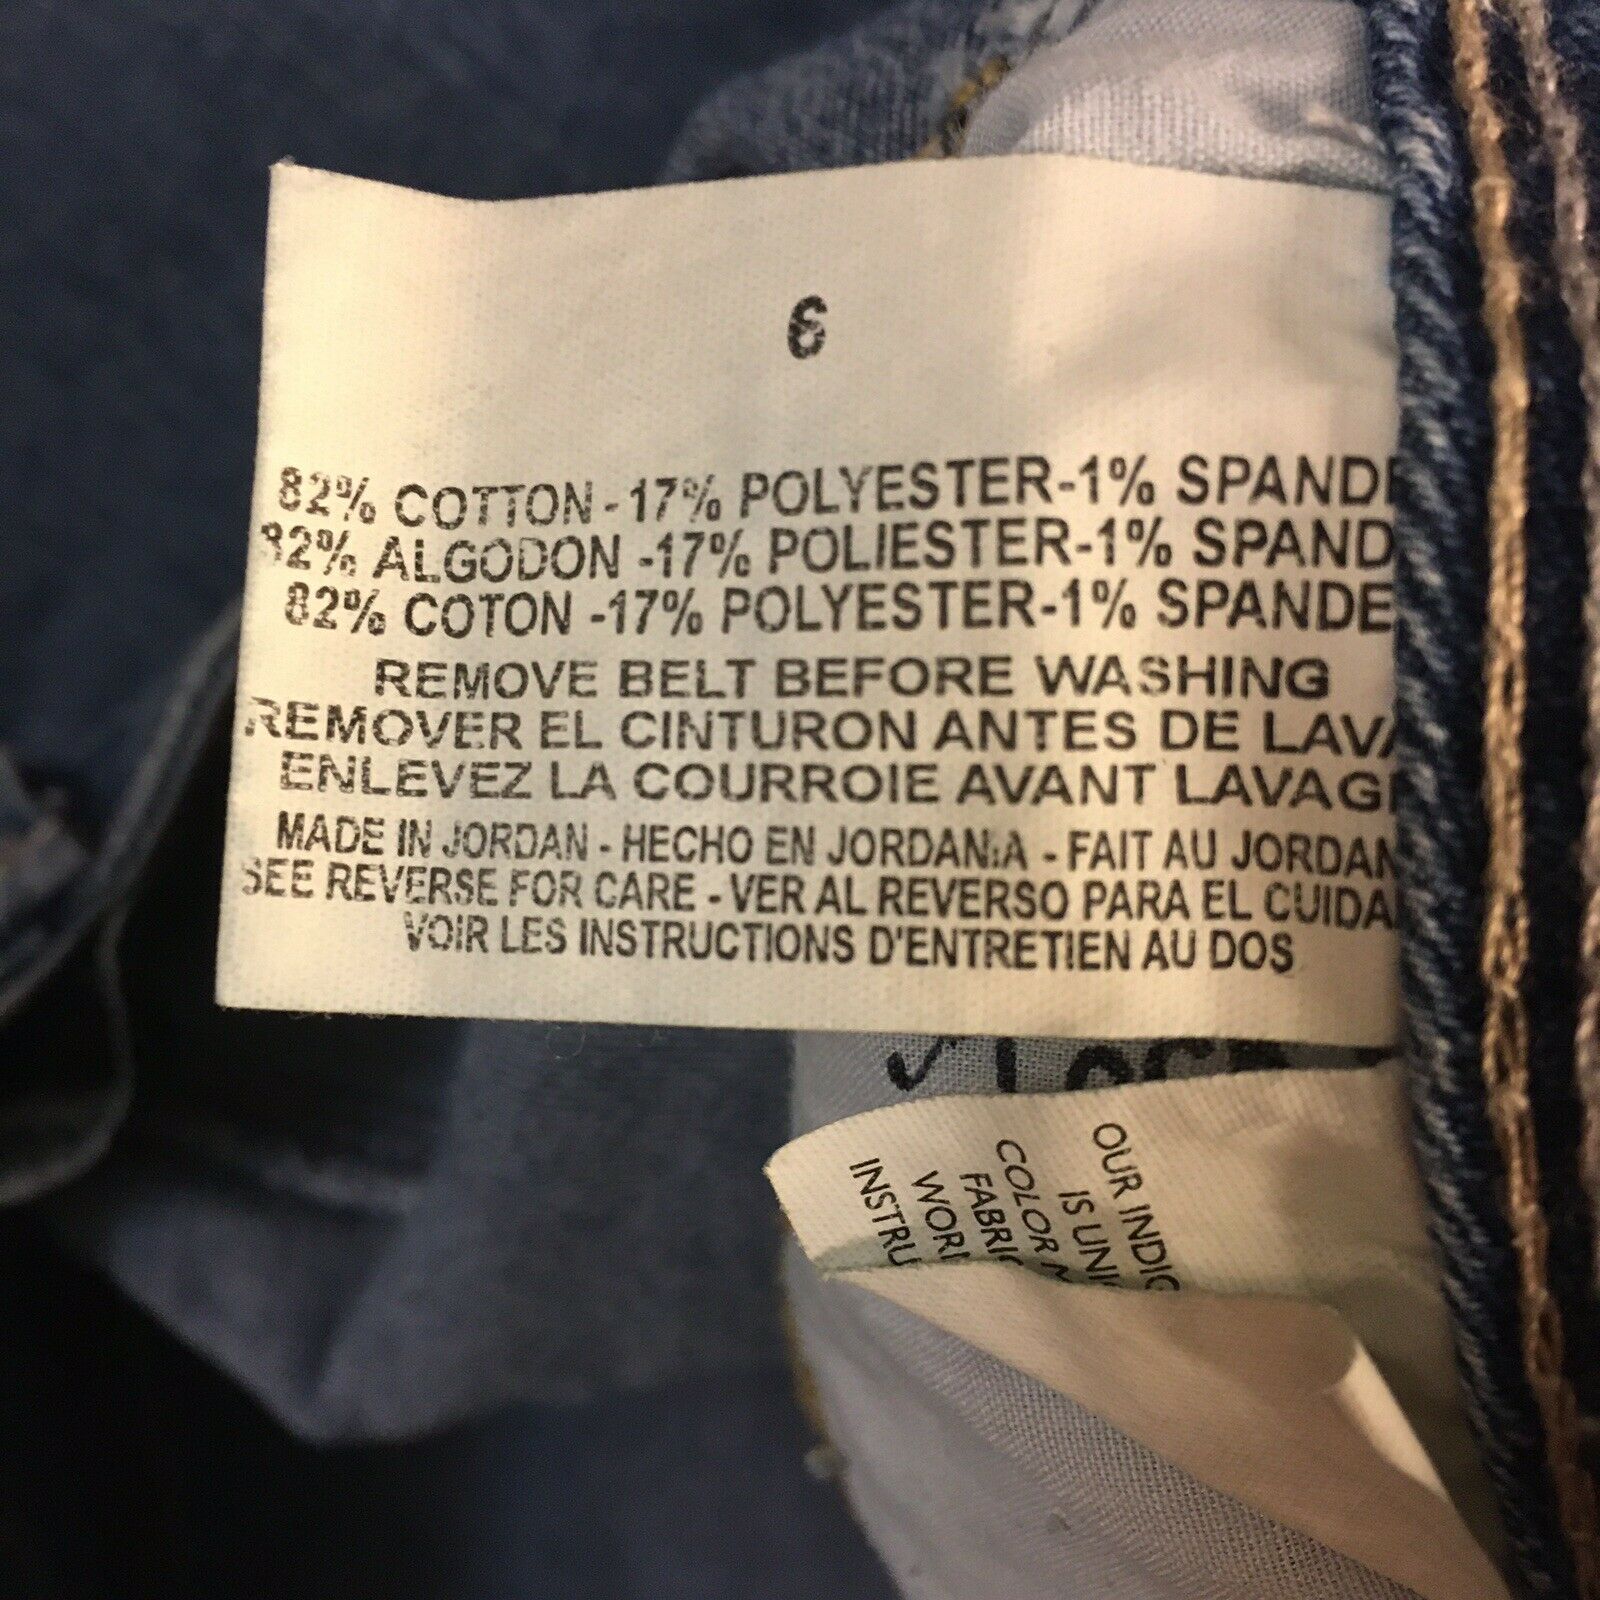 6
82% COTTON - 17% POLYESTER-1% SPANDE
82% ALGODON -17% POLIESTER-1% SPAND
82% COTON -17% POLYESTER-1% SPANDE
REMOVE BELT BEFORE WASHING
REMOVER EL CINTURON ANTES DE LAVA
ENLEVEZ LA COURROIE AVANT LAVAG
MADE IN JORDAN - HECHO EN JORDANIA - FAIT AU JORDAN
SEE REVERSE FOR CARE - VER AL REVERSO PARA EL CUIDA
VOIR LES INSTRUCTIONS D'ENTRETIEN AU DOS
OUR INDIG
IS UNI
COLOR M
FABRIC
WOR
INSTRU